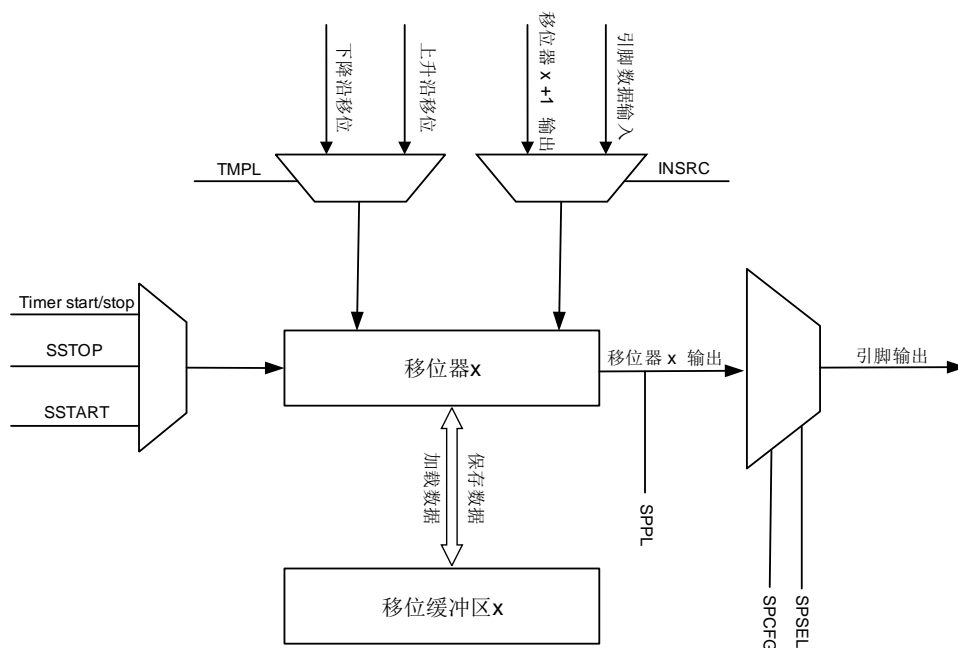 下降沿移位
上升沿移位
移位器 x +1 输出
引脚数据输入
TMPL
INSRC
Timer start/stop
SSTOP
SSTART
移位器x
移位器 x 输出
引脚输出
加载数据
保存数据
SPPL
移位缓冲区x
SPCFG
SPSEL